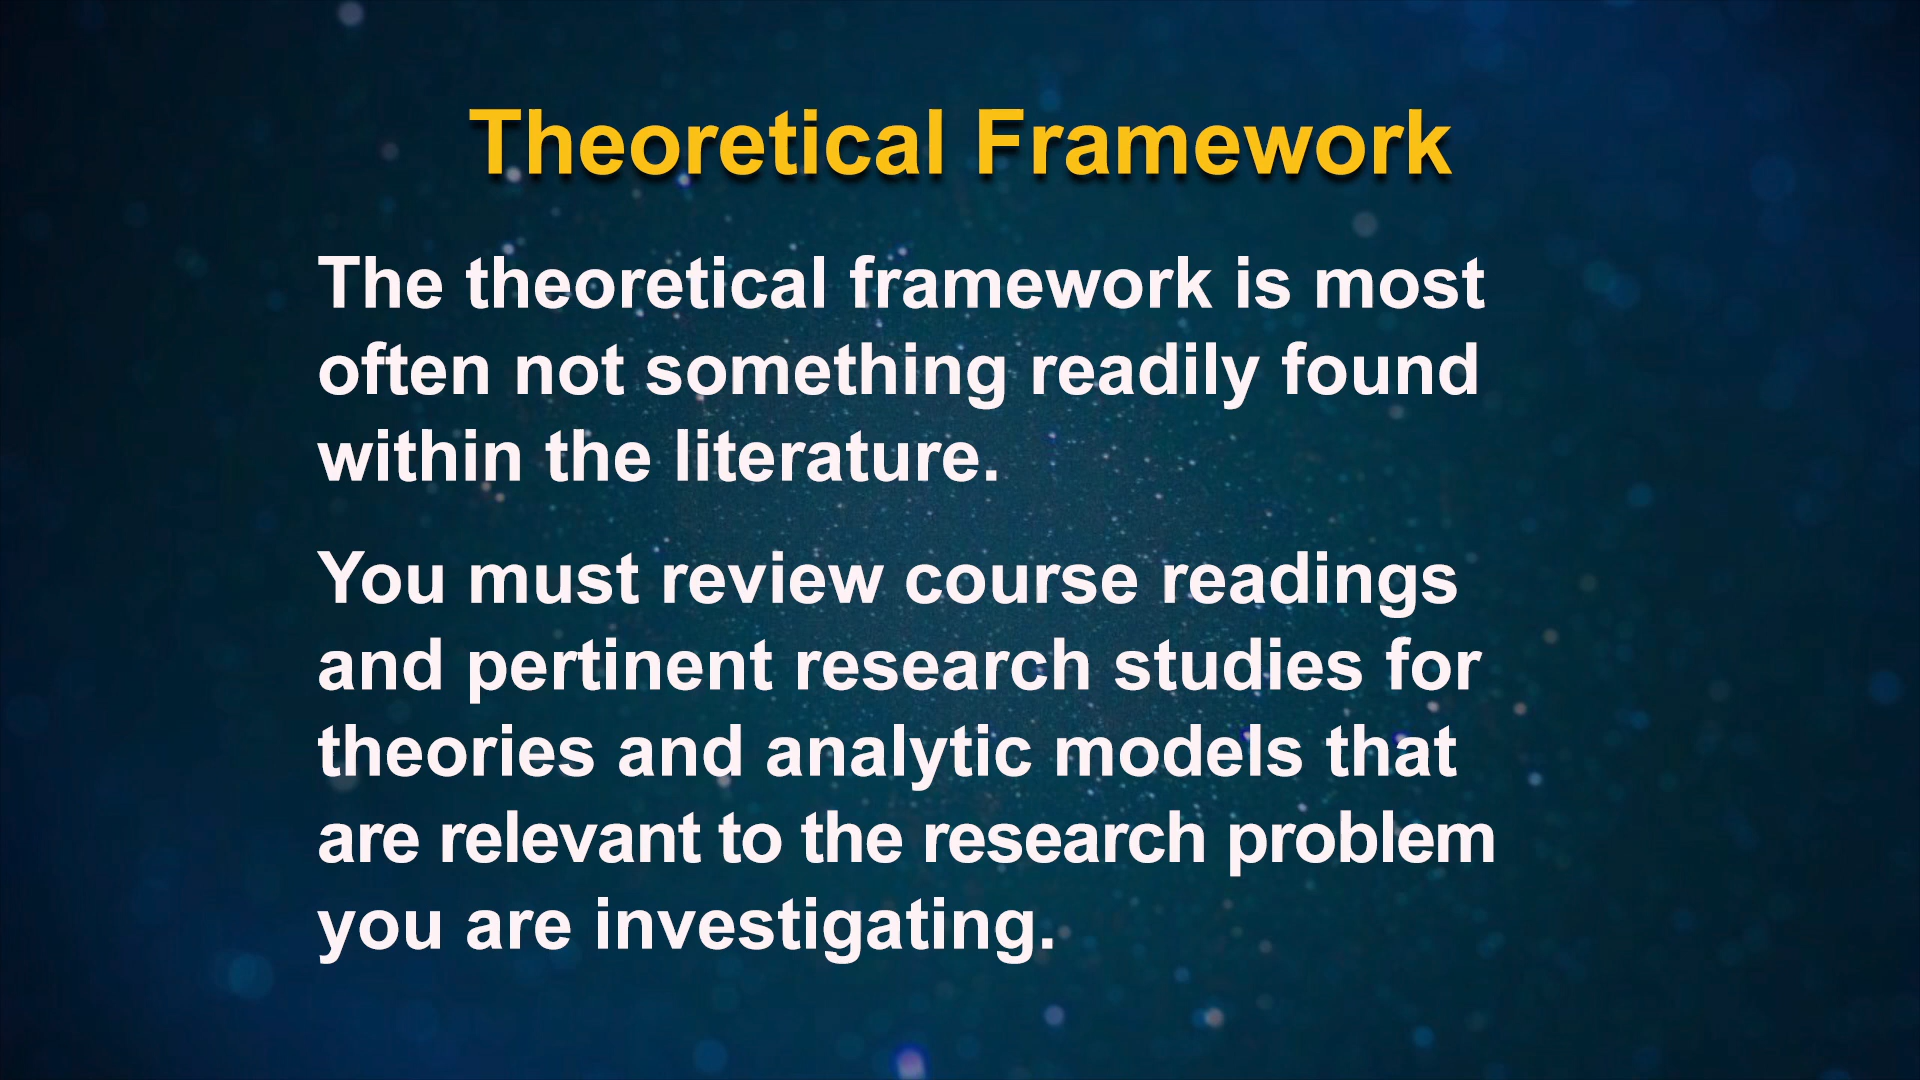 Theoretical Framework
The theoretical framework is most
often not something readily found
within the literature.
You must review course readings
and pertinent research studies for
theories and analytic models that
are relevant to the research problem
you are investigating.